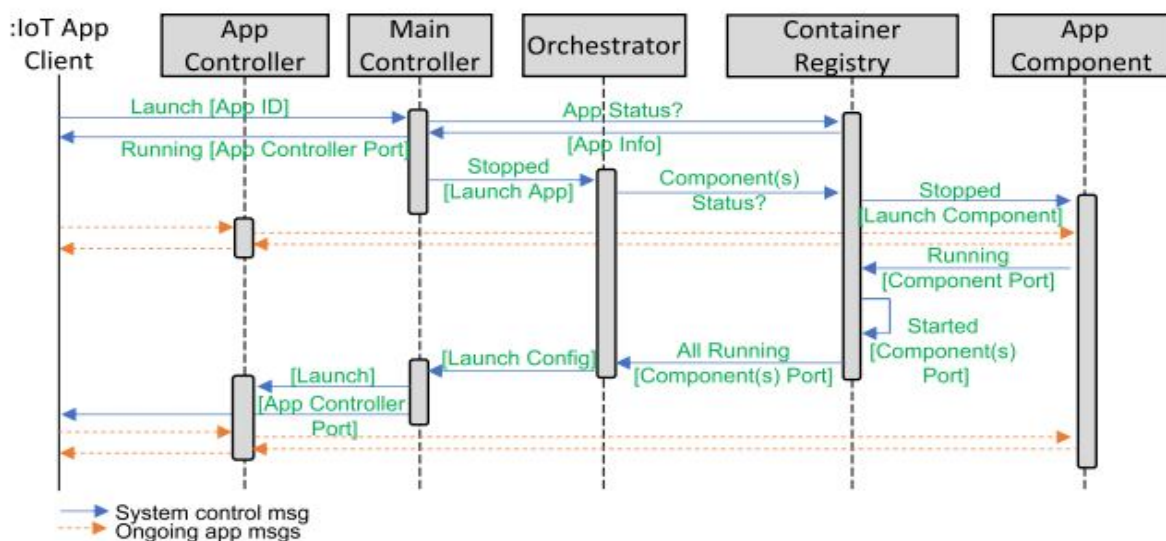 :IoT App
Client
App
Controller
Main
Controller
Orchestrator
Container
Registry
App
Component
Launch [App ID]
App Status?
Running [App Controller Port]
[App Info]
Stopped
[Launch App]
Component(s)
Status?
Stopped
[Launch Component]
Running
[Component Port]
Started
[Component(s)
Port]
All Running
[Component(s) Port]
[Launch Config]
[Launch]
[App Controller
Port]
System control msg
Ongoing app msgs